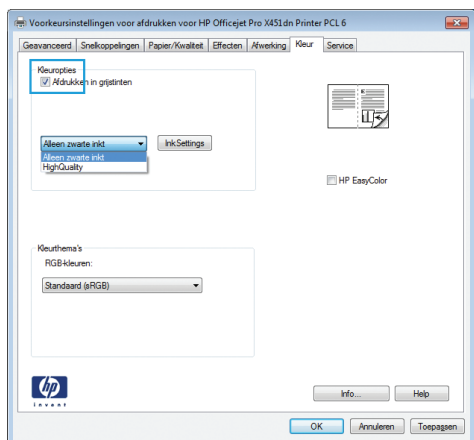 Voorkeursinstellingen voor afdrukken voor HP Officejet Pro X451dn Printer PCL 6
Geavanceerd Snelkoppelingen Papier/Kwaliteit Effecten Afwerking Kleur Service
Kleuropties
Afdrukken in grijstinten
Alleen zwarte inkt
InkSettings
Alleen zwarte inkt
HighQuality
HP EasyColor
Kleurthema's
RGB-kleuren:
Standaard (sRGB)
hp
invent
Info... Help
OK Annuleren Toepassen